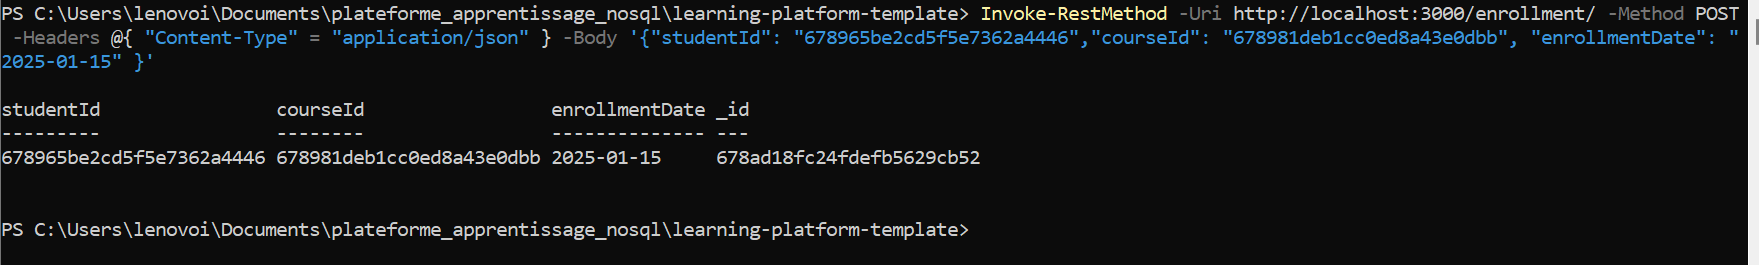 PS C:\Users\lenovoi\Documents\plateforme_apprentissage_nosql\learning-platform-template> Invoke-RestMethod -Uri http://localhost:3000/enrollment/ -Method POST
 -Headers @{ "Content-Type" = "application/json" } -Body '{"studentId": "678965be2cd5f5e7362a4446","courseId": "678981deb1cc0ed8a43e0dbb", "enrollmentDate": "
2025-01-15" }'
studentId                courseId                 enrollmentDate _id
---------                --------                 -------------- ---
678965be2cd5f5e7362a4446 678981deb1cc0ed8a43e0dbb 2025-01-15     678ad18fc24fdefb5629cb52
PS C:\Users\lenovoi\Documents\plateforme_apprentissage_nosql\learning-platform-template>